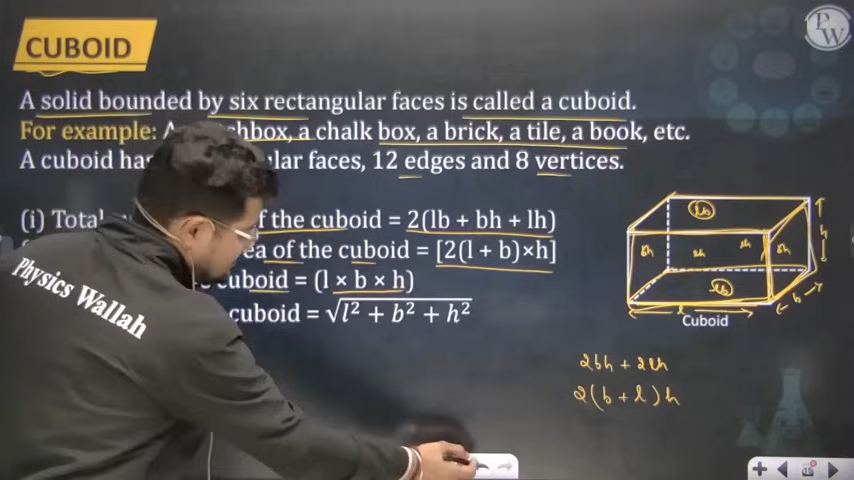 CUBOID
PW
A solid bounded by six rectangular faces is called a cuboid.
For example: A chbox, a chalk box, a brick, a tile, a book, etc.
A cuboid has lar faces, 12 edges and 8 vertices.
(i) Total of the cuboid = 2(lb + bh + lh)
ea of the cuboid = [2(l + b)×h]
cuboid = (l × b × h)
cuboid = √l² + b² + h²
lb
bh
lh
lh
bh
h
lb
l
b
Cuboid
2bh + 2lh
2(b + l)h
Physics Wallah
15